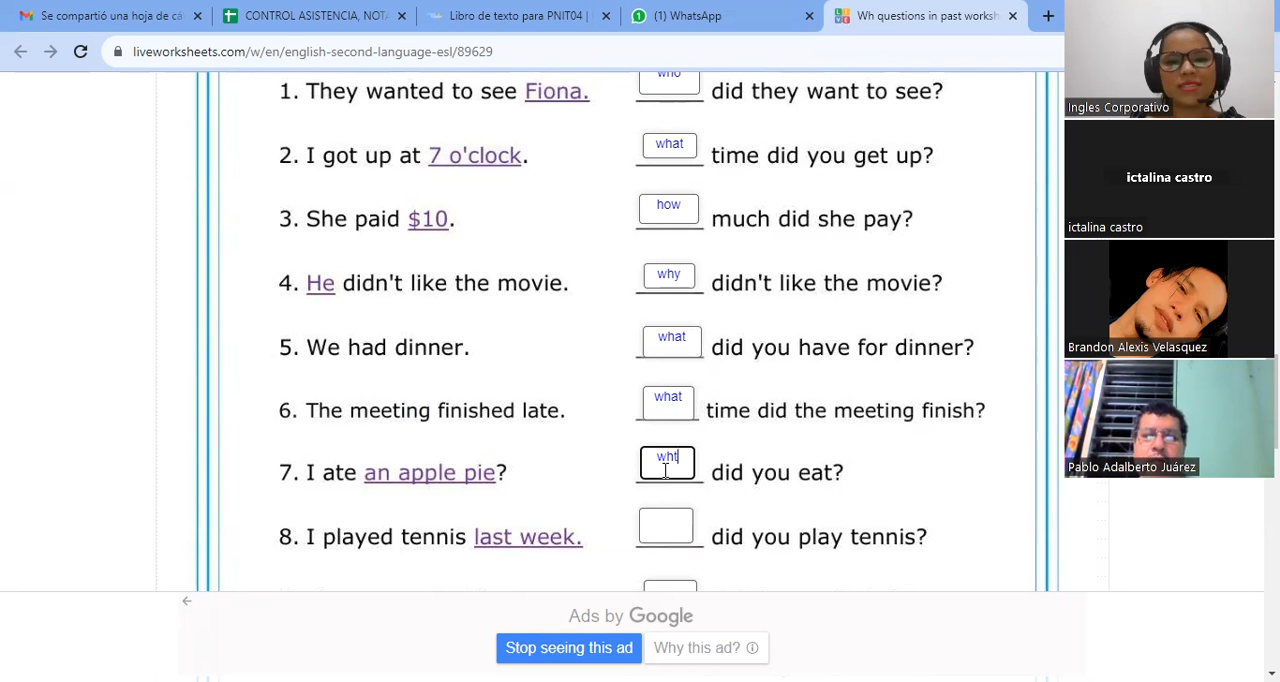 Se compartió una hoja de cá
CONTROL ASISTENCIA, NOTA
Libro de texto para PNIT04 |
(1) WhatsApp
Wh questions in past worksh
liveworksheets.com/w/en/english-second-language-esl/89629
1. They wanted to see Fiona. who did they want to see?
2. I got up at 7 o'clock. what time did you get up?
3. She paid $10. how much did she pay?
4. He didn't like the movie. why didn't like the movie?
5. We had dinner. what did you have for dinner?
6. The meeting finished late. what time did the meeting finish?
7. I ate an apple pie? wht did you eat?
8. I played tennis last week. did you play tennis?
Ads by Google
Stop seeing this ad
Why this ad?
Ingles Corporativo
ictalina castro
ictalina castro
Brandon Alexis Velasquez
Pablo Adalberto Juárez